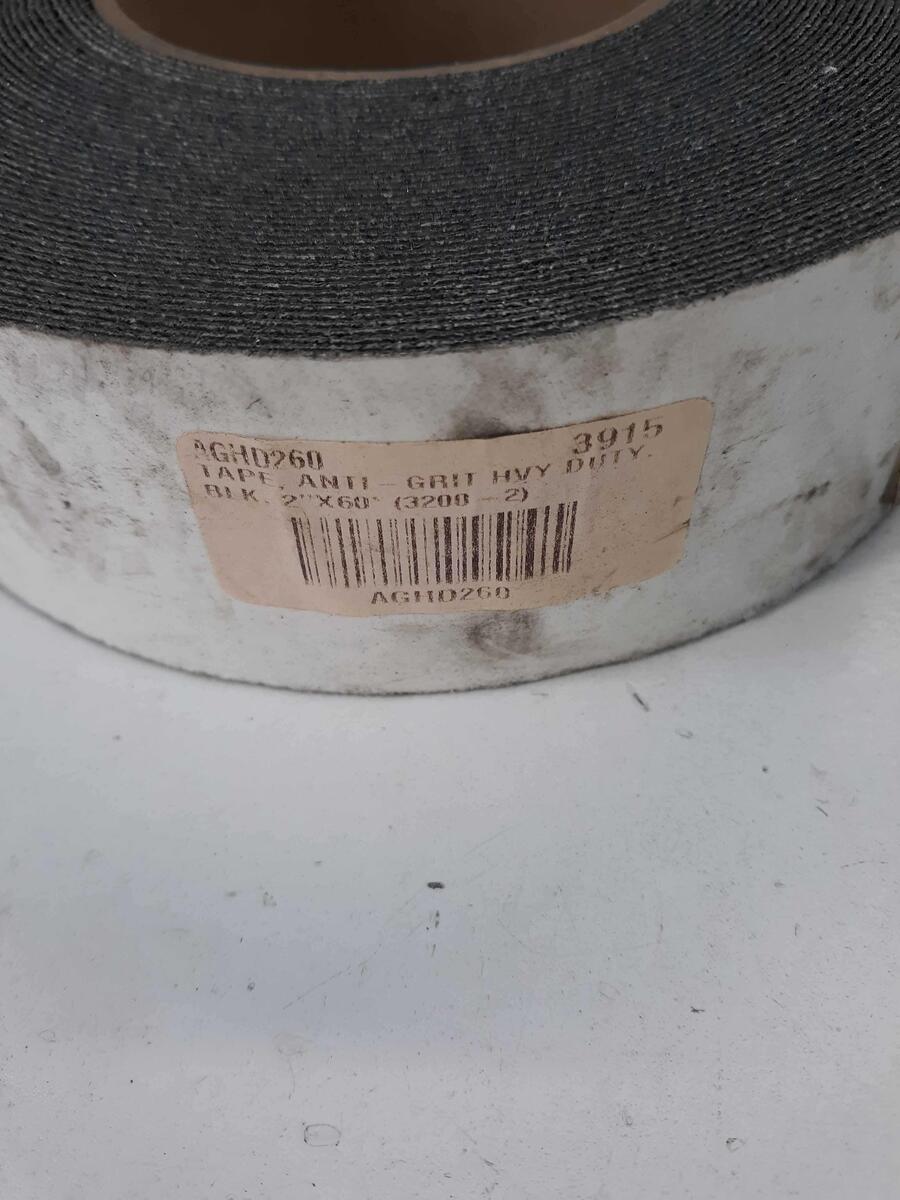 AGHD260 3915
TAPE, ANTI-GRIT HVY DUTY.
BLK. 2"X60' (3200-2)
AGHD260